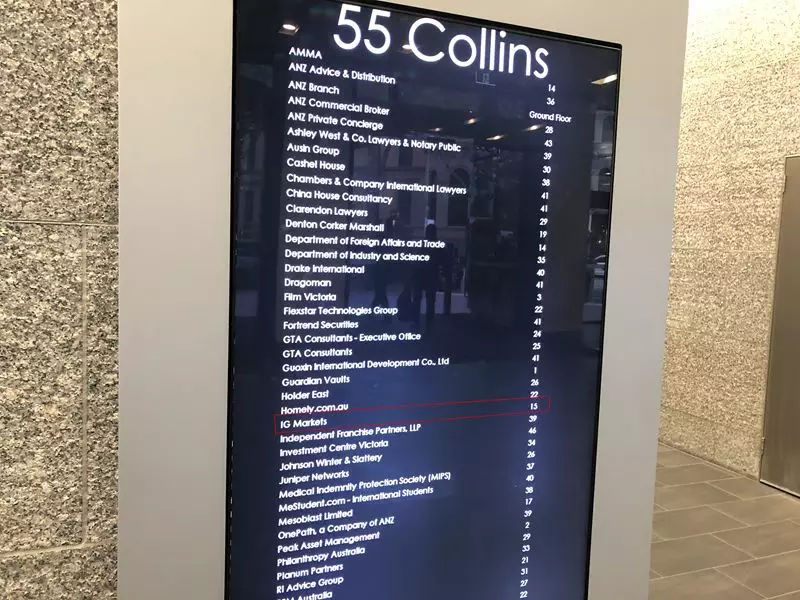 55 Collins
AMMA 14
ANZ Advice & Distribution 36
ANZ Branch Ground Floor
ANZ Commercial Broker 28
ANZ Private Concierge 43
Ashley West & Co. Lawyers & Notary Public 39
Ausin Group 30
Cashel House 38
Chambers & Company International Lawyers 41
China House Consultancy 41
Clarendon Lawyers 29
Denton Corker Marshall 19
Department of Foreign Affairs and Trade 14
Department of Industry and Science 35
Drake International 40
Dragoman 41
Film Victoria 3
Flexstar Technologies Group 22
Fortrend Securities 41
GTA Consultants - Executive Office 24
GTA Consultants 25
Guoxin International Development Co., Ltd 41
Guardian Vaults 1
Holder East 26
Homely.com.au 22
IG Markets 15
Independent Franchise Partners, LLP 39
Investment Centre Victoria 46
Johnson Winter & Slattery 34
Juniper Networks 26
Medical Indemnity Protection Society (MIPS) 37
MeStudent.com - International Students 40
Mesoblast Limited 38
OnePath, a Company of ANZ 17
Peak Asset Management 39
Philanthropy Australia 2
Planum Partners 29
RI Advice Group 33
Australia 21
31
27
22